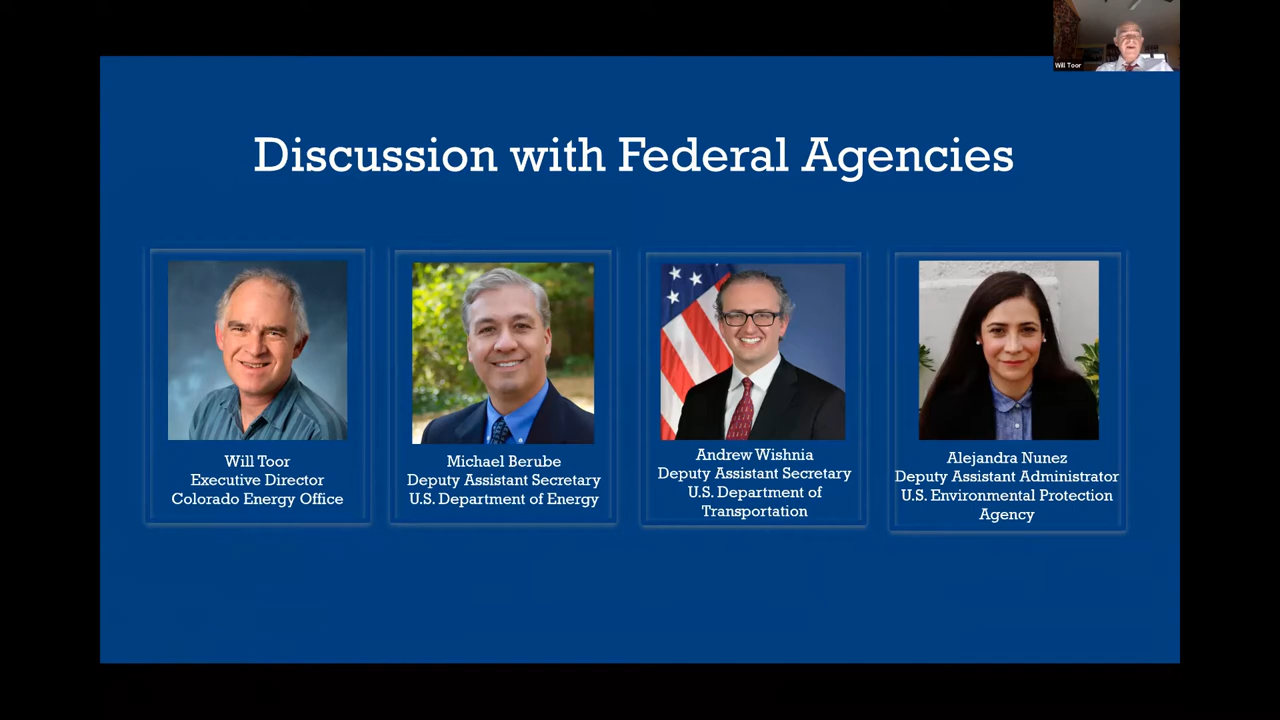 Will Toor
Discussion with Federal Agencies
Will Toor
Executive Director
Colorado Energy Office
Michael Berube
Deputy Assistant Secretary
U.S. Department of Energy
Andrew Wishnia
Deputy Assistant Secretary
U.S. Department of
Transportation
Alejandra Nunez
Deputy Assistant Administrator
U.S. Environmental Protection
Agency